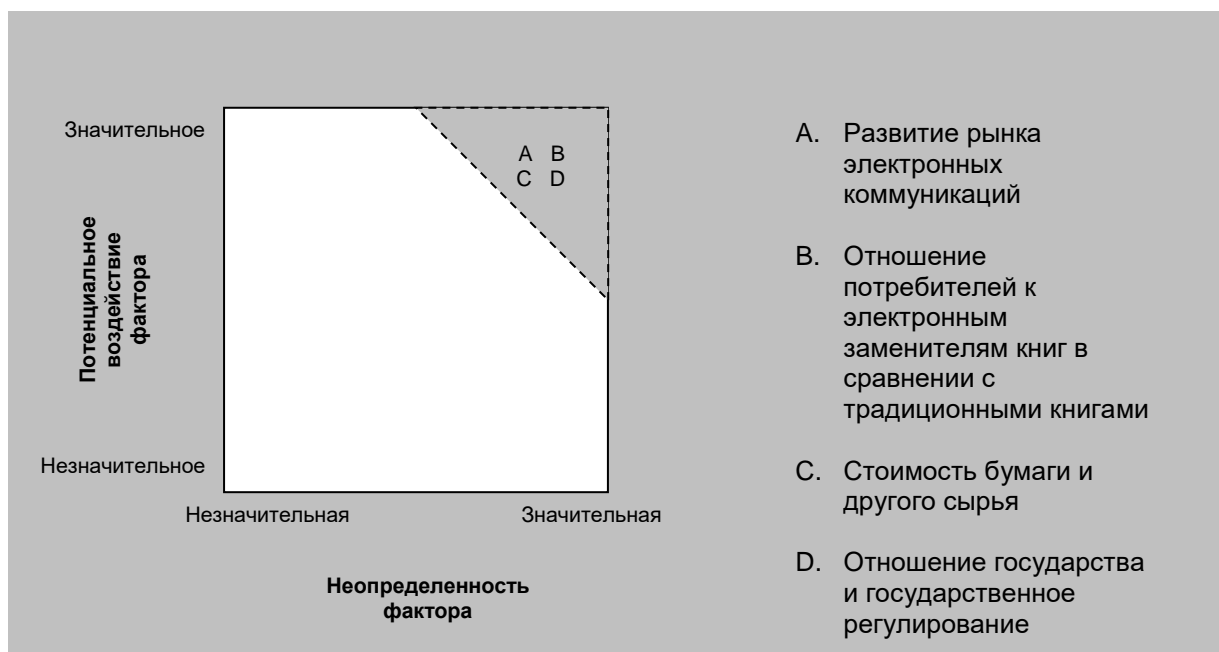 Значительное
Потенциальное
воздействие
фактора
Незначительное
A B
C D
Незначительная
Значительная
Неопределенность
фактора
A. Развитие рынка
электронных
коммуникаций
B. Отношение
потребителей к
электронным
заменителям книг в
сравнении с
традиционными книгами
C. Стоимость бумаги и
другого сырья
D. Отношение государства
и государственное
регулирование